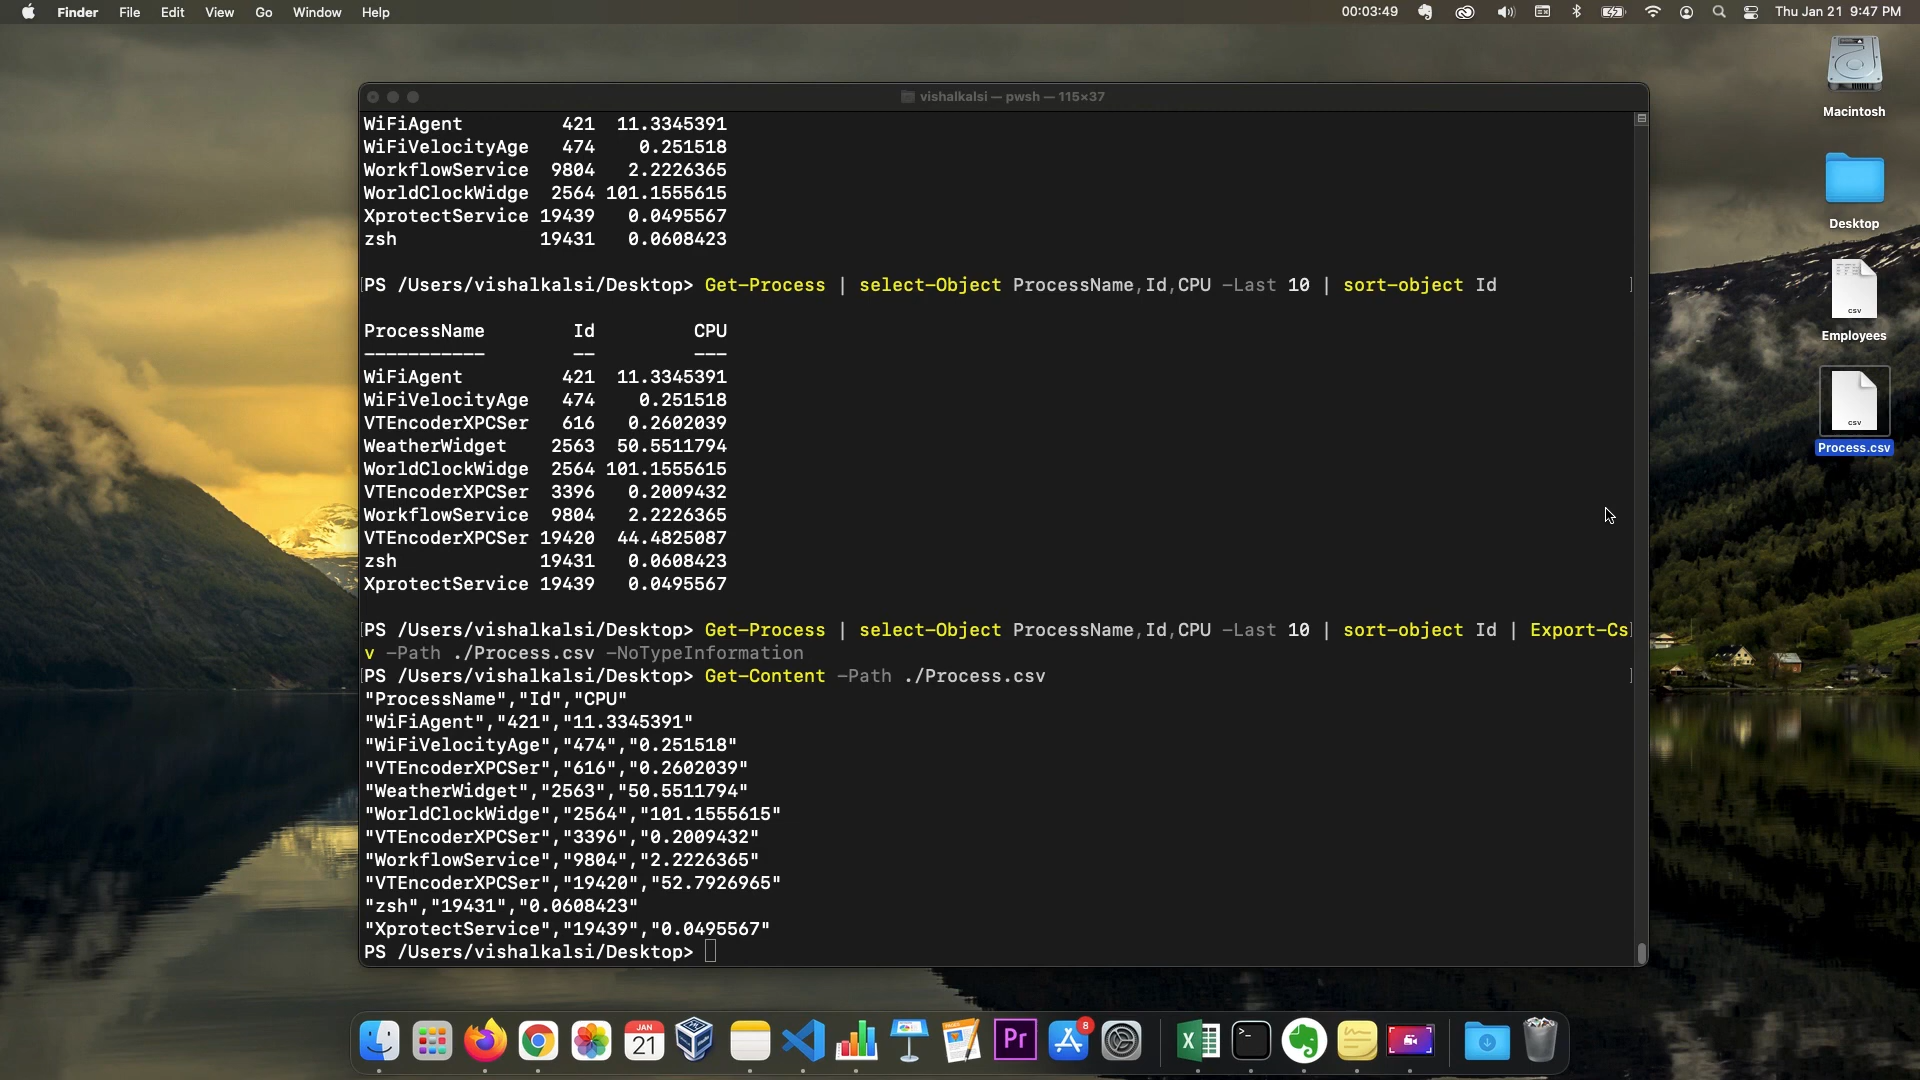 Finder File Edit View Go Window Help 00:03:49 Thu Jan 21 9:47 PM
vishalkalsi — pwsh — 115×37
WiFiAgent 421 11.3345391
WiFiVelocityAge 474 0.251518
WorkflowService 9804 2.2226365
WorldClockWidge 2564 101.1555615
XprotectService 19439 0.0495567
zsh 19431 0.0608423
PS /Users/vishalkalsi/Desktop> Get-Process | select-Object ProcessName,Id,CPU -Last 10 | sort-object Id
ProcessName Id CPU
----------- -- ---
WiFiAgent 421 11.3345391
WiFiVelocityAge 474 0.251518
VTEncoderXPCSer 616 0.2602039
WeatherWidget 2563 50.5511794
WorldClockWidge 2564 101.1555615
VTEncoderXPCSer 3396 0.2009432
WorkflowService 9804 2.2226365
VTEncoderXPCSer 19420 44.4825087
zsh 19431 0.0608423
XprotectService 19439 0.0495567
PS /Users/vishalkalsi/Desktop> Get-Process | select-Object ProcessName,Id,CPU -Last 10 | sort-object Id | Export-Cs
v -Path ./Process.csv -NoTypeInformation
PS /Users/vishalkalsi/Desktop> Get-Content -Path ./Process.csv
"ProcessName","Id","CPU"
"WiFiAgent","421","11.3345391"
"WiFiVelocityAge","474","0.251518"
"VTEncoderXPCSer","616","0.2602039"
"WeatherWidget","2563","50.5511794"
"WorldClockWidge","2564","101.1555615"
"VTEncoderXPCSer","3396","0.2009432"
"WorkflowService","9804","2.2226365"
"VTEncoderXPCSer","19420","52.7926965"
"zsh","19431","0.0608423"
"XprotectService","19439","0.0495567"
PS /Users/vishalkalsi/Desktop>
Macintosh
Desktop
CSV
Employees
CSV
Process.csv
JAN
21
PAGES
Pr
8
X
>_